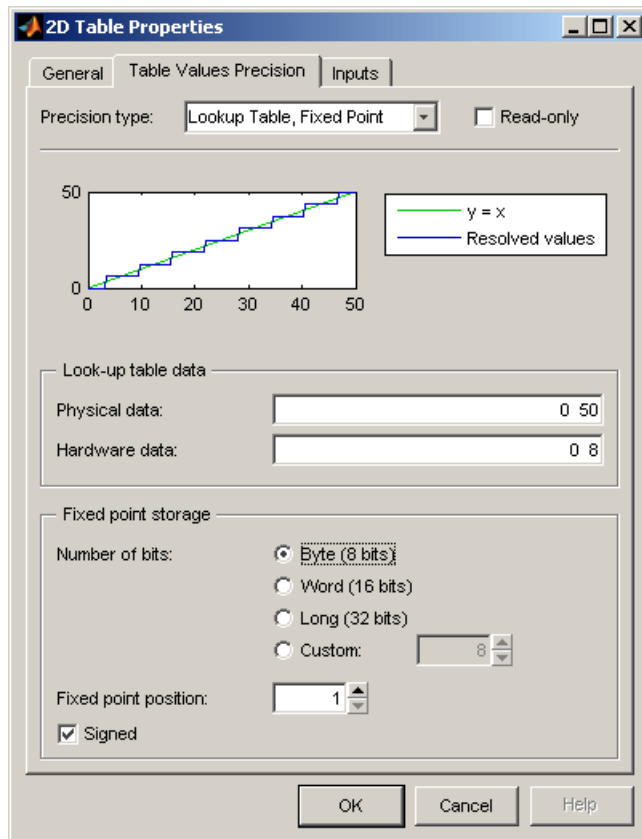 2D Table Properties
General Table Values Precision Inputs
Precision type: Lookup Table, Fixed Point Read-only
50
0
0 10 20 30 40 50
y = x
Resolved values
Look-up table data
Physical data: 0 50
Hardware data: 0 8
Fixed point storage
Number of bits: Byte (8 bits)
Word (16 bits)
Long (32 bits)
Custom: 8
Fixed point position: 1
Signed
OK Cancel Help